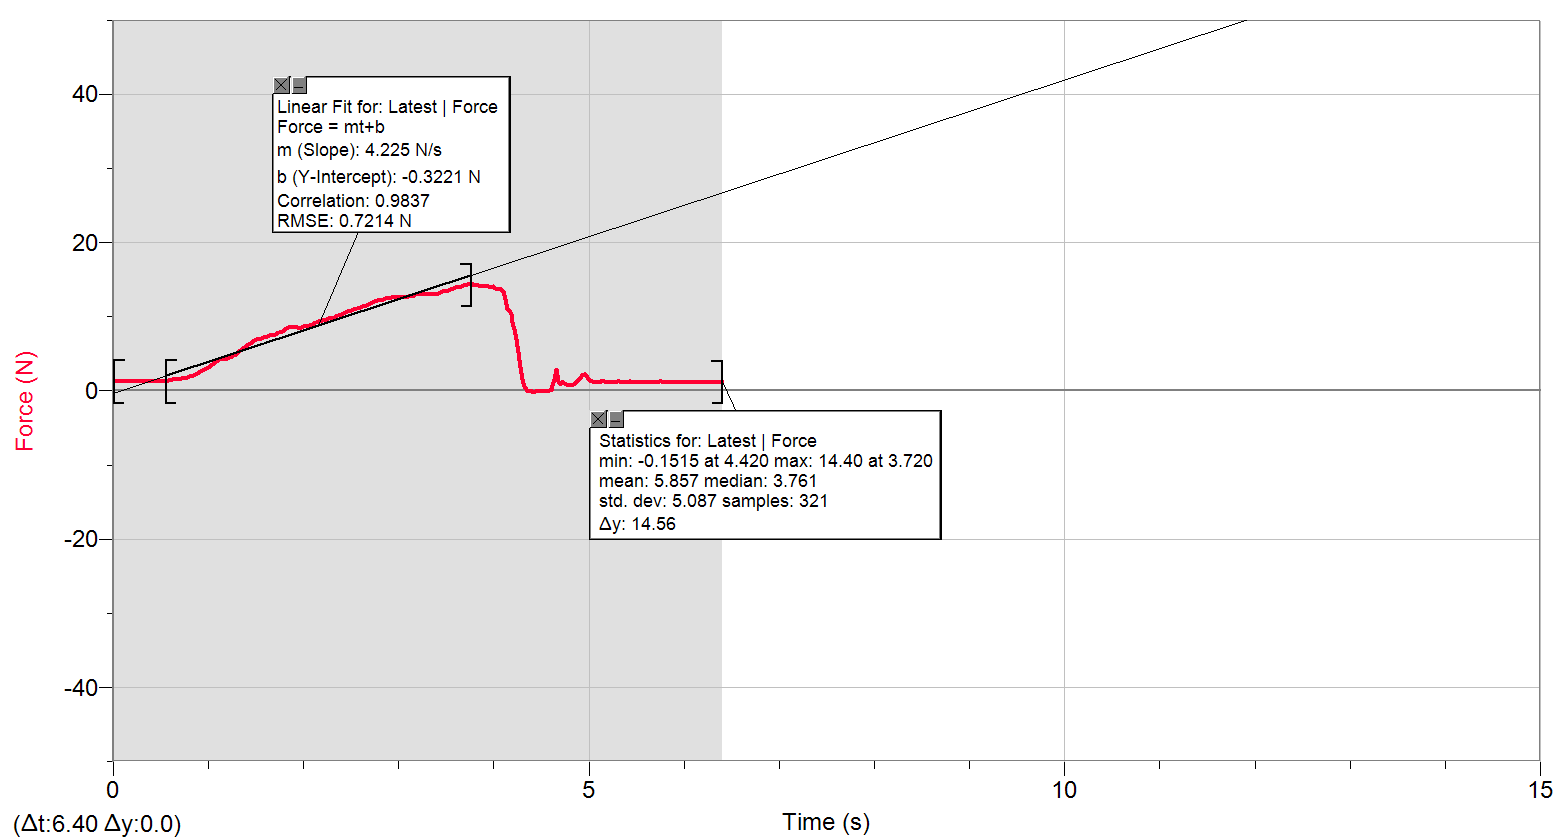 40
20
0
-20
-40
Force (N)
Linear Fit for: Latest | Force
Force = mt+b
m (Slope): 4.225 N/s
b (Y-Intercept): -0.3221 N
Correlation: 0.9837
RMSE: 0.7214 N
Statistics for: Latest | Force
min: -0.1515 at 4.420 max: 14.40 at 3.720
mean: 5.857 median: 3.761
std. dev: 5.087 samples: 321
Δy: 14.56
0 5 10 15
(Δt:6.40 Δy:0.0)
Time (s)